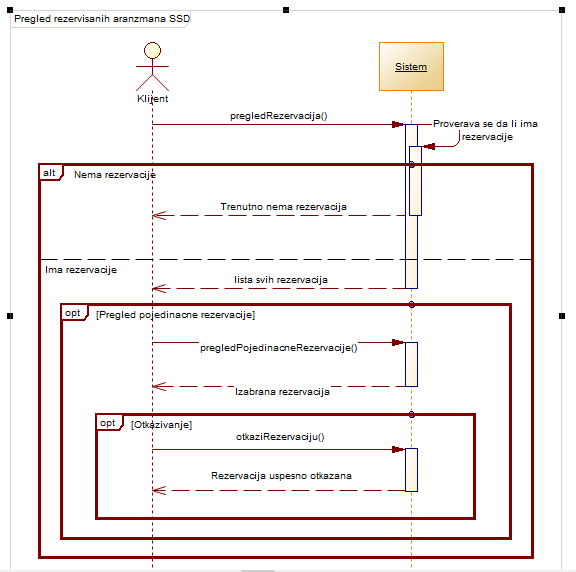 Pregled rezervisanih aranzmana SSD
Klijent
Sistem
pregledRezervacija()
Proverava se da li ima
rezervacije
alt
Nema rezervacije
Trenutno nema rezervacija
Ima rezervacije
lista svih rezervacija
opt
[Pregled pojedinacne rezervacije]
pregledPojedinacneRezervacije()
Izabrana rezervacija
opt
[Otkazivanje]
otkaziRezervaciju()
Rezervacija uspesno otkazana